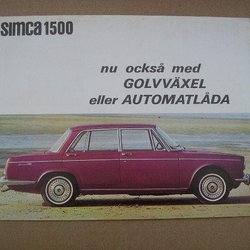 simca 1500
nu också med
GOLVVÄXEL
eller AUTOMATLÅDA